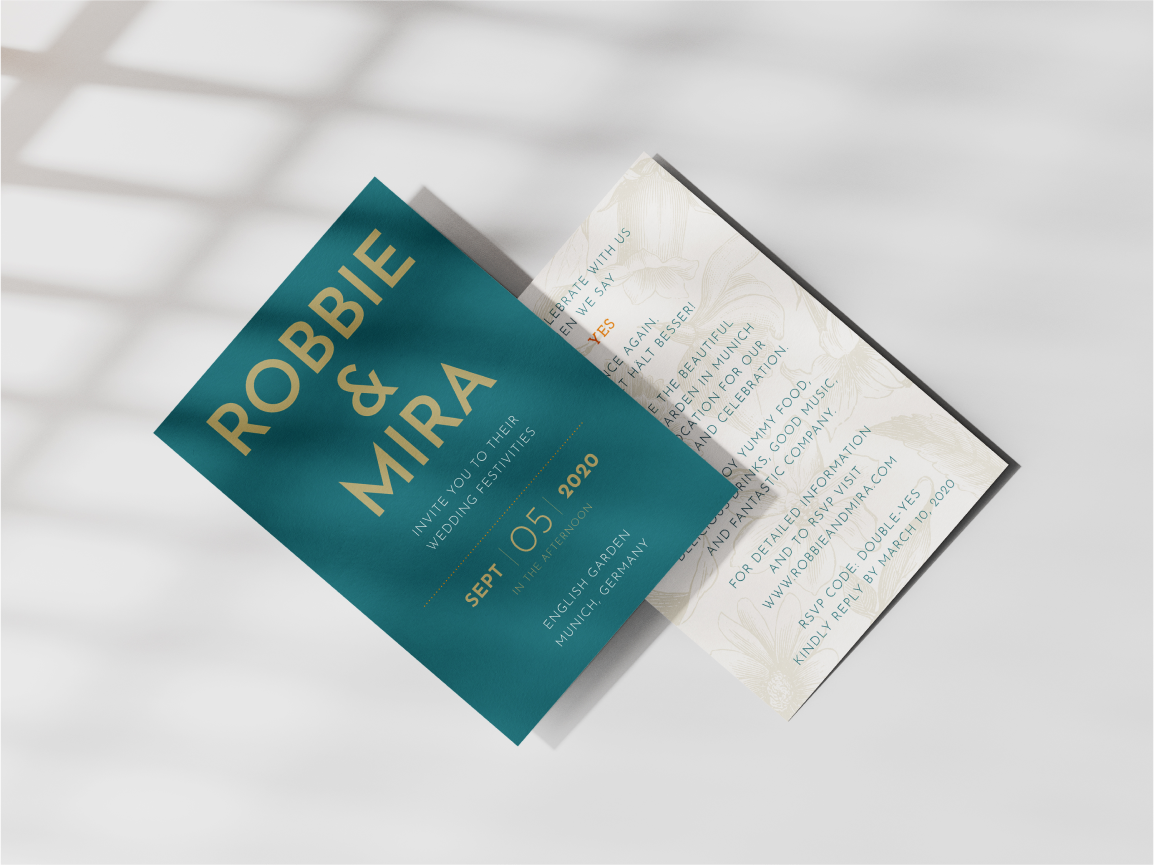 ROBBIE
&
MIRA
INVITE YOU TO THEIR
WEDDING FESTIVITIES
SEPT | 05 | 2020
IN THE AFTERNOON
ENGLISH GARDEN
MUNICH, GERMANY
LEBRATE WITH US
EN WE SAY
YES
NCE AGAIN.
T HÄLT BESSER!
E THE BEAUTIFUL
ARDEN IN MUNICH
OCATION FOR OUR
AND CELEBRATION.
OY YUMMY FOOD,
DRINKS, GOOD MUSIC.
AND FANTASTIC COMPANY.
FOR DETAILED INFORMATION
AND TO RSVP VISIT
WWW.ROBBIEANDMIRA.COM
RSVP CODE: DOUBLE-YES
KINDLY REPLY BY MARCH 10, 2020